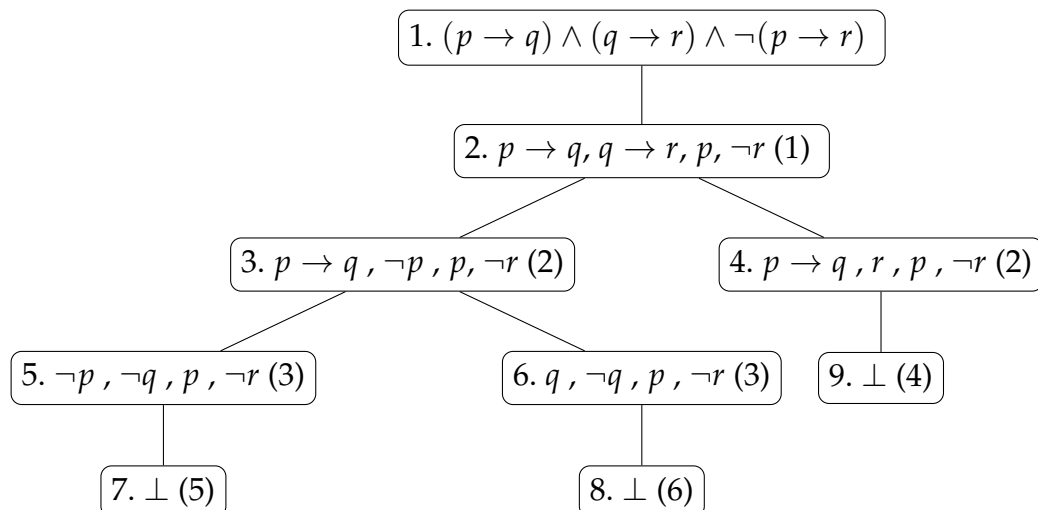 1. (p → q) ∧ (q → r) ∧ ¬(p → r)
2. p → q, q → r, p, ¬r (1)
3. p → q , ¬p , p, ¬r (2)
4. p → q , r , p , ¬r (2)
5. ¬p , ¬q , p , ¬r (3)
6. q , ¬q , p , ¬r (3)
9. ⊥ (4)
7. ⊥ (5)
8. ⊥ (6)